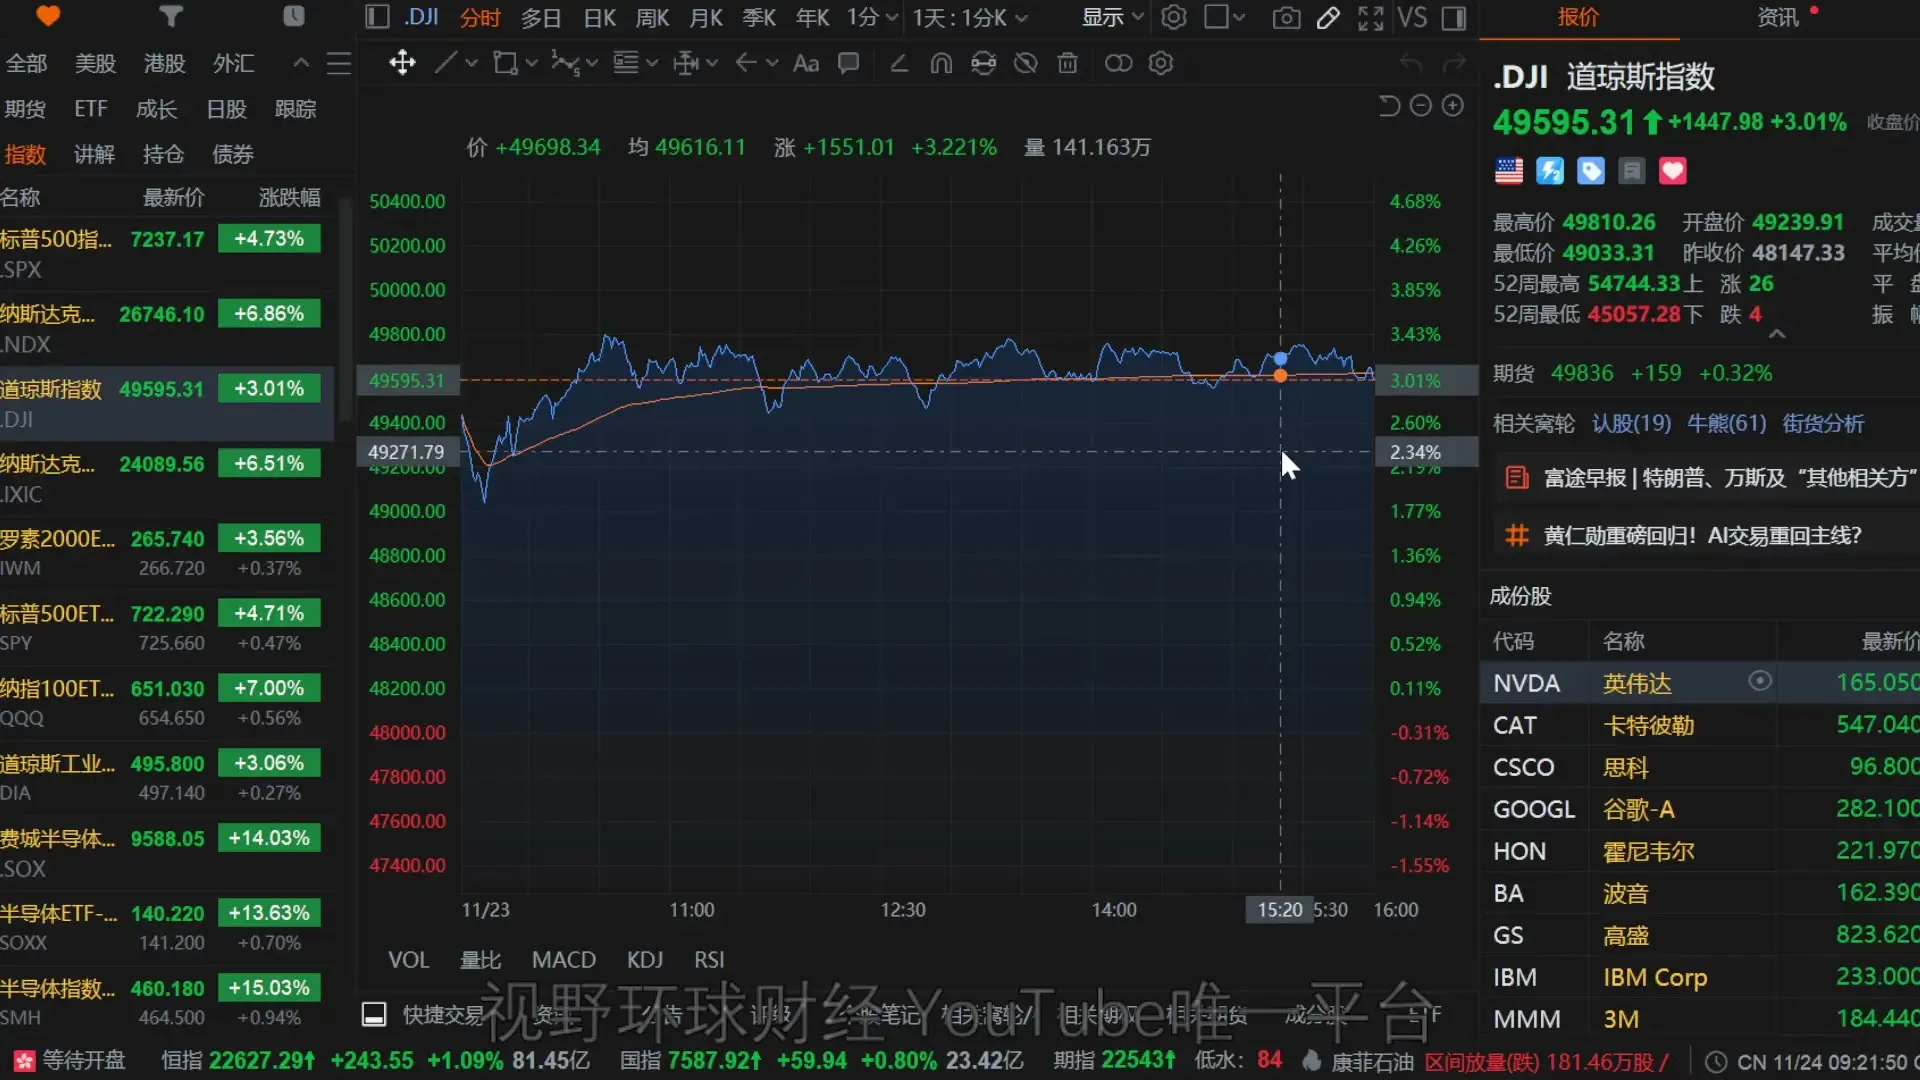 .DJI 分时 多日 日K 周K 月K 季K 年K 1分 1天 : 1分K 显示 VS 报价 资讯
全部 美股 港股 外汇
期货 ETF 成长 日股 跟踪
指数 讲解 持仓 债券
名称 最新价 涨跌幅
标普500指... 7237.17 +4.73%
.SPX
纳斯达克... 26746.10 +6.86%
.NDX
道琼斯指数 49595.31 +3.01%
.DJI
纳斯达克... 24089.56 +6.51%
.IXIC
罗素2000E... 265.740 +3.56%
IWM 266.720 +0.37%
标普500ET... 722.290 +4.71%
SPY 725.660 +0.47%
纳指100ET... 651.030 +7.00%
QQQ 654.650 +0.56%
道琼斯工业... 495.800 +3.06%
DIA 497.140 +0.27%
费城半导体... 9588.05 +14.03%
.SOX
半导体ETF-... 140.220 +13.63%
SOXX 141.200 +0.70%
半导体指数... 460.180 +15.03%
SMH 464.500 +0.94%
Aa
价 +49698.34 均 49616.11 涨 +1551.01 +3.221% 量 141.163万
50400.00 4.68%
50200.00 4.26%
50000.00 3.85%
49800.00 3.43%
49595.31 3.01%
49400.00 2.60%
49271.79 2.34%
49200.00 2.19%
49000.00 1.77%
48800.00 1.36%
48600.00 0.94%
48400.00 0.52%
48200.00 0.11%
48000.00 -0.31%
47800.00 -0.72%
47600.00 -1.14%
47400.00 -1.55%
11/23 11:00 12:30 14:00 15:20 5:30 16:00
VOL 量比 MACD KDJ RSI
快捷交易
视野环球财经 YouTube唯一平台
.DJI 道琼斯指数
49595.31 +1447.98 +3.01% 收盘价
最高价 49810.26 开盘价 49239.91
最低价 49033.31 昨收价 48147.33
52周最高 54744.33 上 涨 26
52周最低 45057.28 下 跌 4
期货 49836 +159 +0.32%
相关窝轮 认股(19) 牛熊(61) 街货分析
富途早报 | 特朗普、万斯及“其他相关方”
黄仁勋重磅回归！AI交易重回主线?
成份股
代码 名称 最新价
NVDA 英伟达 165.050
CAT 卡特彼勒 547.040
CSCO 思科 96.800
GOOGL 谷歌-A 282.100
HON 霍尼韦尔 221.970
BA 波音 162.390
GS 高盛 823.620
IBM IBM Corp 233.000
MMM 3M 184.440
等待开盘 恒指 22627.29↑ +243.55 +1.09% 81.45亿 国指 7587.92↑ +59.94 +0.80% 23.42亿 期指 22543↑ 低水: 84 康菲石油 区间放量(跌) 181.46万股 / CN 11/24 09:21:50